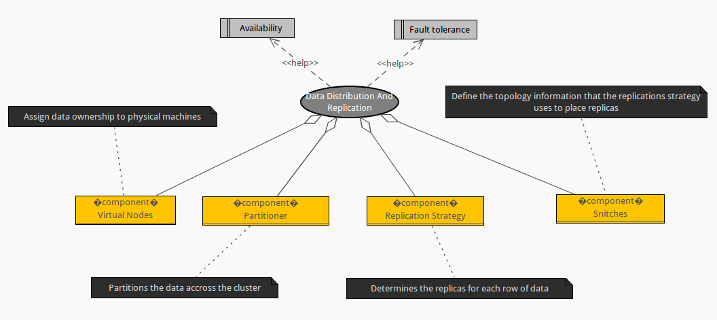 Availability
Fault tolerance
<<help>>
<<help>>
Data Distribution And
Replication
Define the topology information that the replications strategy
uses to place replicas
Assign data ownership to physical machines
�component�
Virtual Nodes
�component�
Partitioner
�component�
Replication Strategy
�component�
Snitches
Partitions the data accross the cluster
Determines the replicas for each row of data